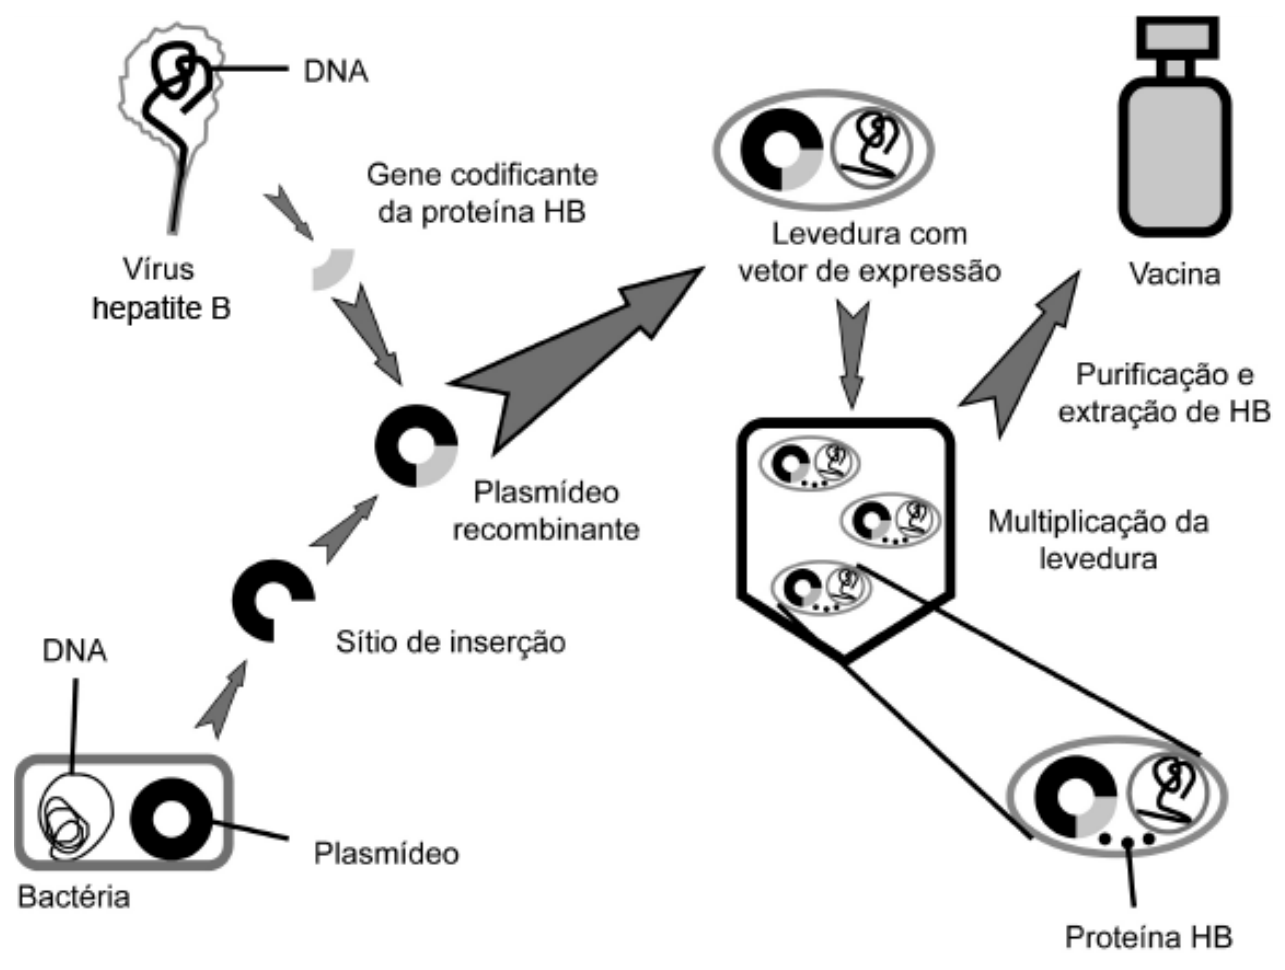 DNA
Gene codificante
da proteína HB
Vírus
hepatite B
Levedura com
vetor de expressão
Vacina
Purificação e
extração de HB
Plasmídeo
recombinante
Multiplicação da
levedura
Sítio de inserção
DNA
Plasmídeo
Bactéria
Proteína HB